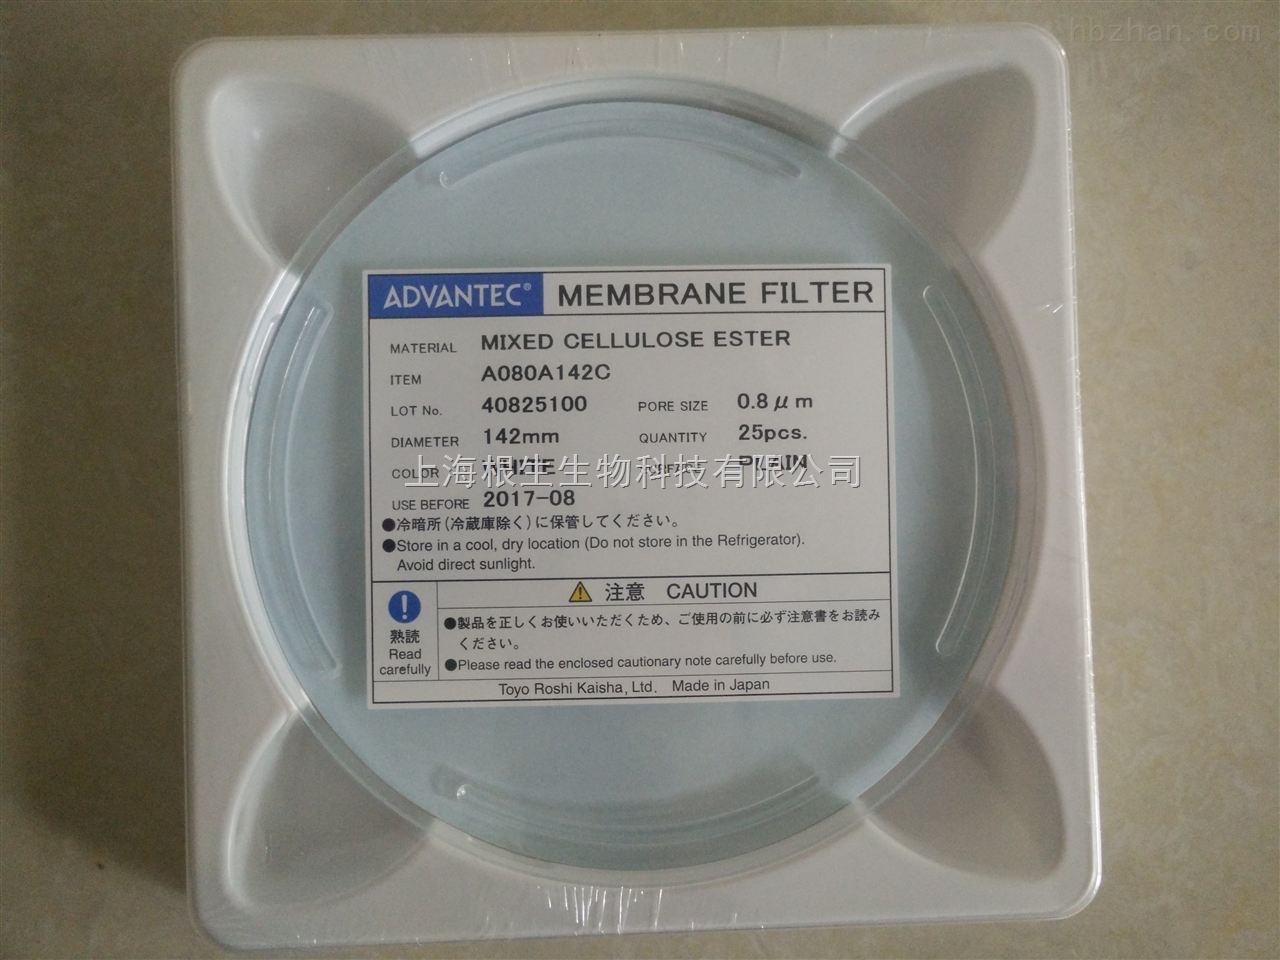 hbzhan.com
ADVANTEC® MEMBRANE FILTER
MATERIAL MIXED CELLULOSE ESTER
ITEM A080A142C
LOT No. 40825100 PORE SIZE 0.8μm
DIAMETER 142mm QUANTITY 25pcs.
COLOR WHITE PLAIN
上海根生生物科技有限公司
USE BEFORE 2017-08
●冷暗所(冷蔵庫除く)に保管してください。
●Store in a cool, dry location (Do not store in the Refrigerator).
Avoid direct sunlight.
注意 CAUTION
熟読
Read
carefully
●製品を正しくお使いいただくため、ご使用の前に必ず注意書をお読み
ください。
●Please read the enclosed cautionary note carefully before use.
Toyo Roshi Kaisha, Ltd. Made in Japan